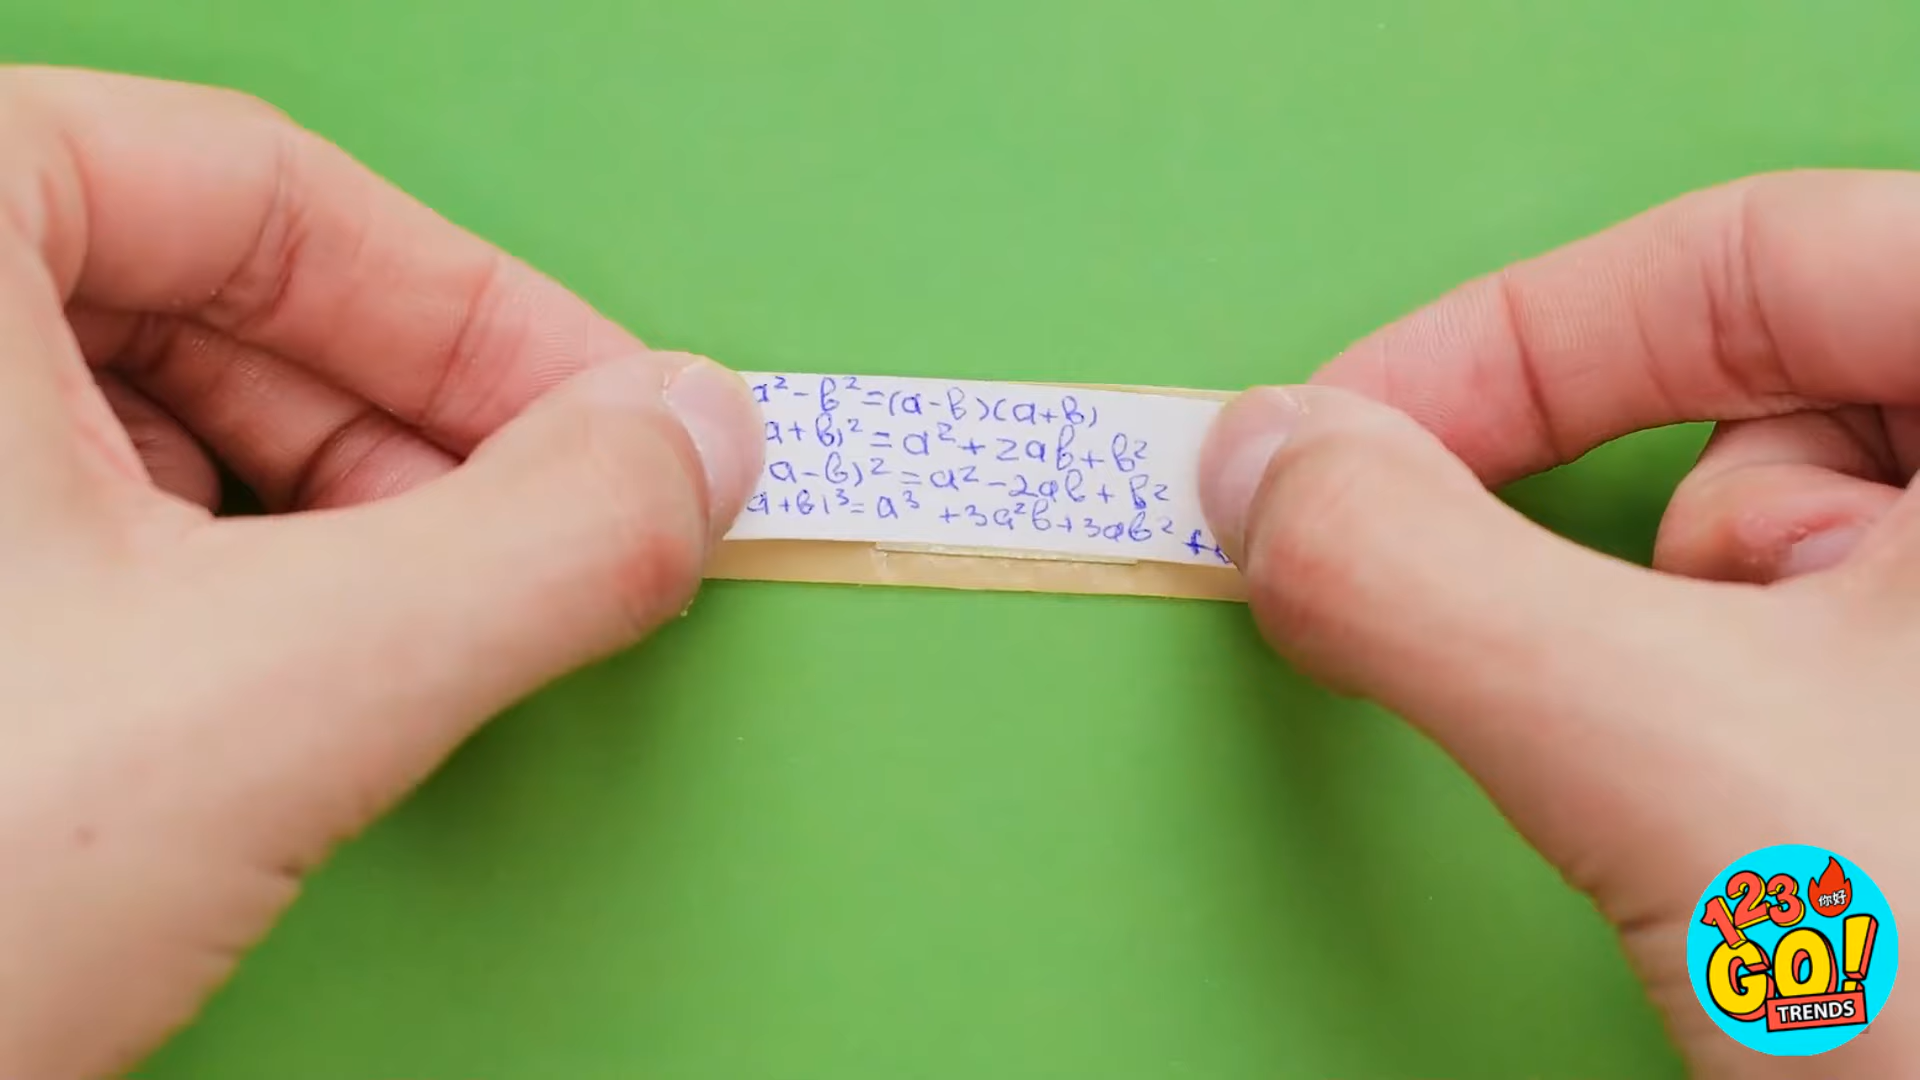 a²-b²=(a-b)(a+b)
a+b)²=a²+2ab+b²
(a-b)²=a²-2ab+b²
a+b)³=a³+3a²b+3ab²+
123
你好
GO!
TRENDS